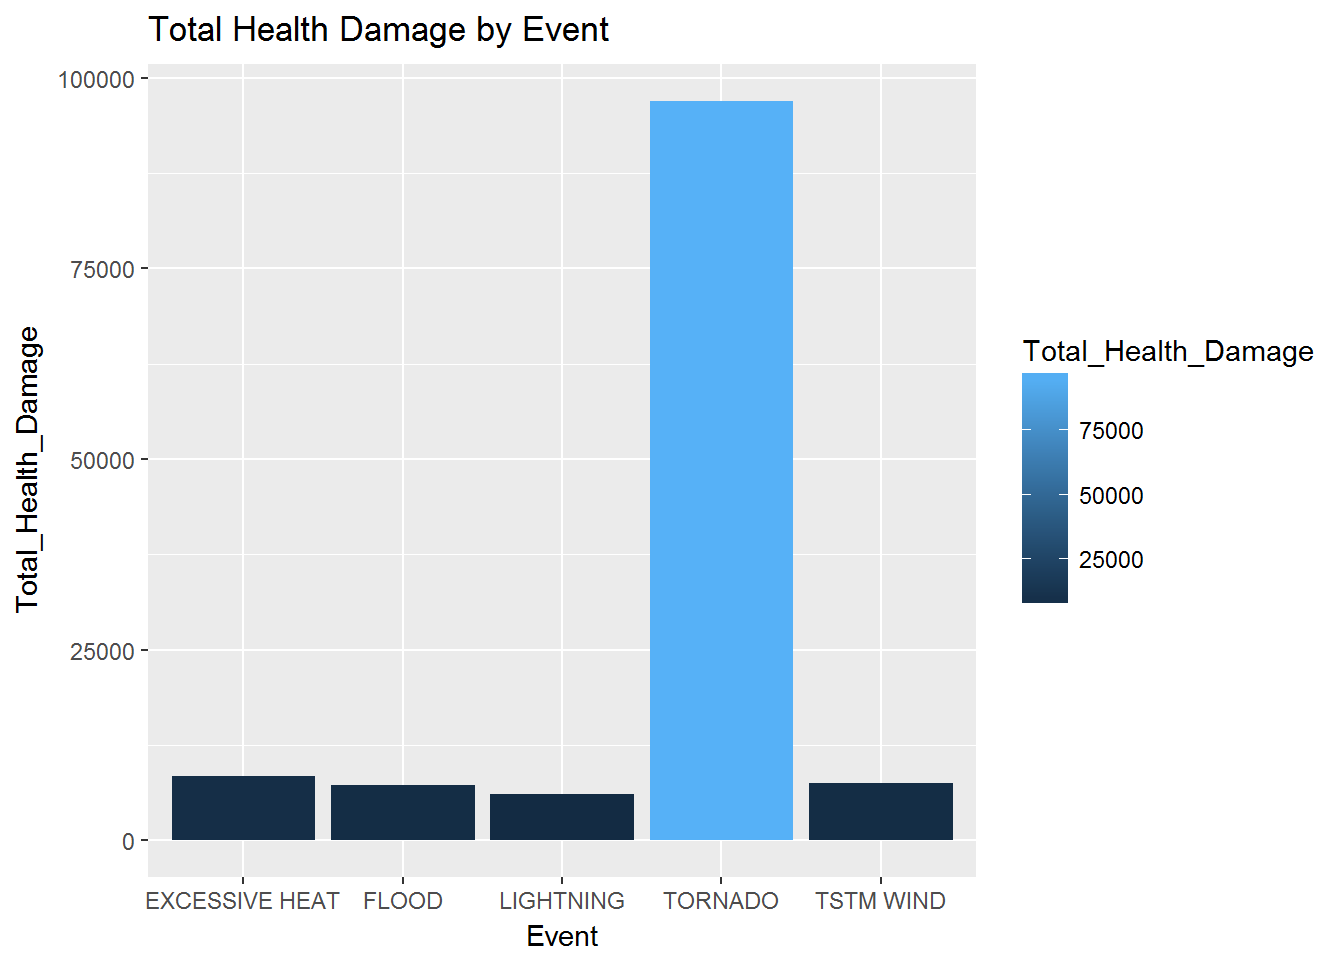 Total Health Damage by Event
100000
75000
50000
25000
0
Total_Health_Damage
EXCESSIVE HEAT
FLOOD
LIGHTNING
TORNADO
TSTM WIND
Event
Total_Health_Damage
75000
50000
25000